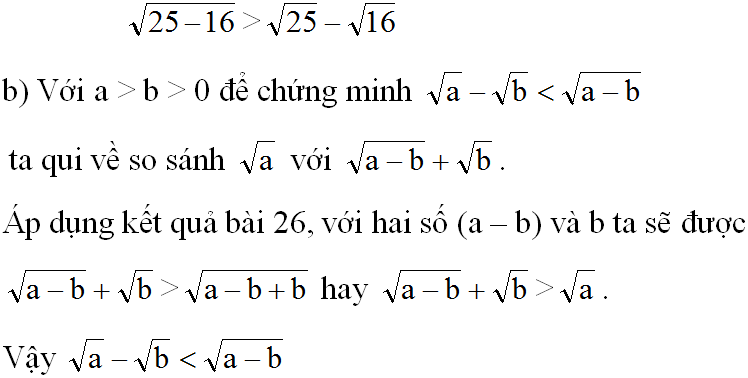 √(25−16) > √25 − √16
b) Với a > b > 0 để chứng minh √a − √b < √(a−b)
ta qui về so sánh √a với √(a−b) + √b .
Áp dụng kết quả bài 26, với hai số (a – b) và b ta sẽ được
√(a−b) + √b > √(a−b+b) hay √(a−b) + √b > √a .
Vậy √a − √b < √(a−b)